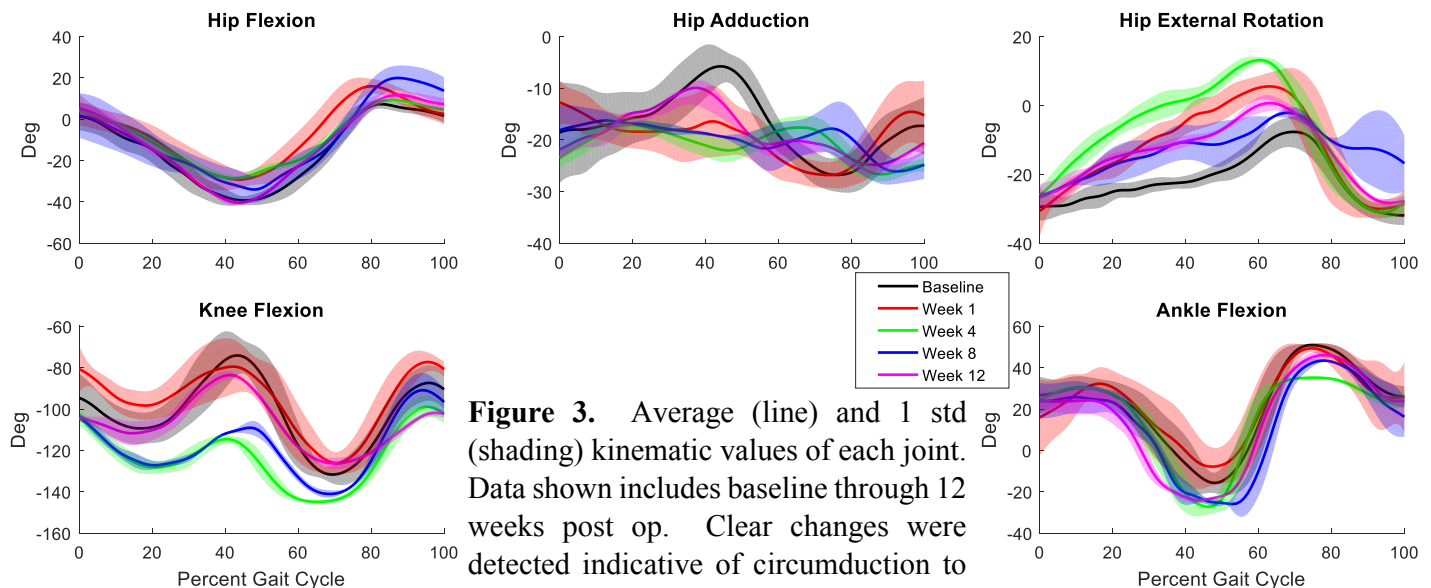 Hip Flexion
40
20
0
-20
-40
-60
Deg
0 20 40 60 80 100
Hip Adduction
0
-10
-20
-30
-40
Deg
0 20 40 60 80 100
Hip External Rotation
20
0
-20
-40
Deg
0 20 40 60 80 100
Knee Flexion
-60
-80
-100
-120
-140
-160
Deg
0 20 40 60 80 100
Percent Gait Cycle
Baseline
Week 1
Week 4
Week 8
Week 12
Figure 3. Average (line) and 1 std
(shading) kinematic values of each joint.
Data shown includes baseline through 12
weeks post op. Clear changes were
detected indicative of circumduction to
Ankle Flexion
60
40
20
0
-20
-40
Deg
0 20 40 60 80 100
Percent Gait Cycle